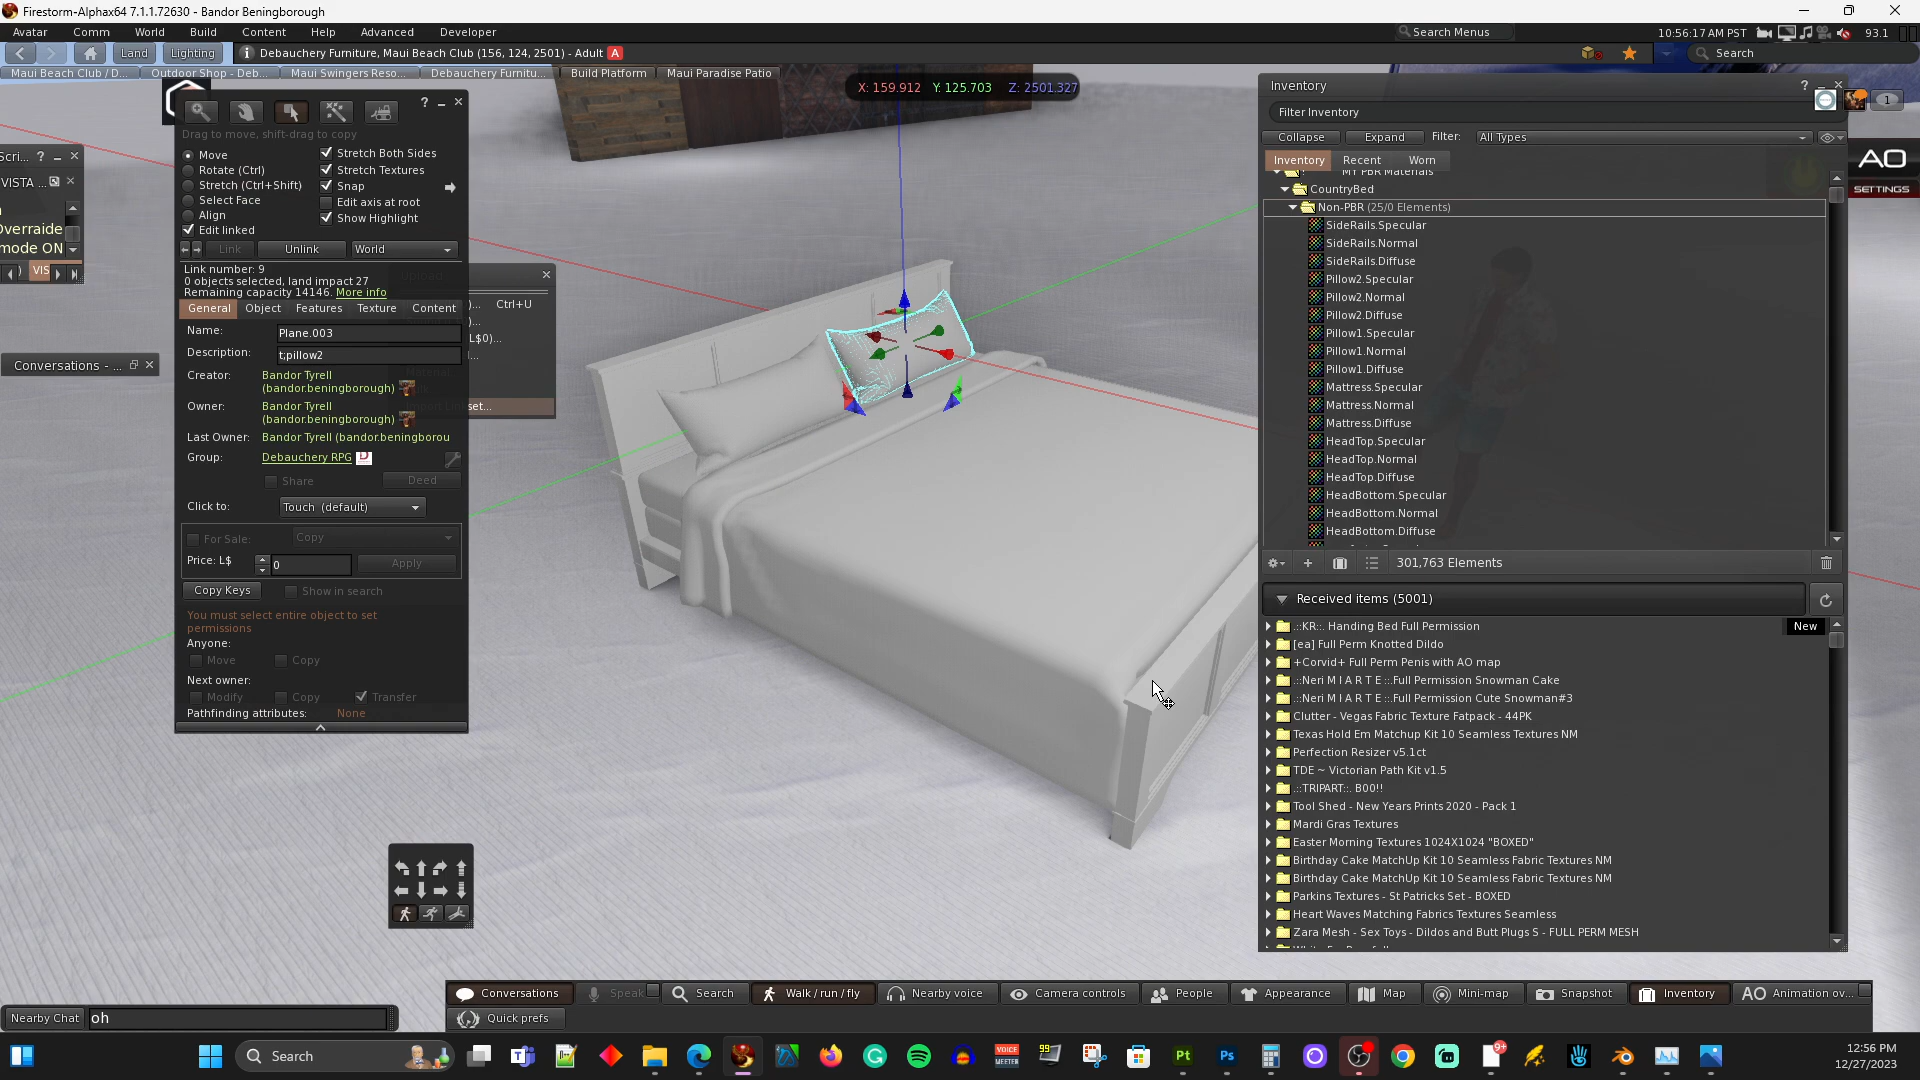 Firestorm-Alphax64 7.1.1.72630 - Bandor Beningborough
Avatar Comm World Build Content Help Advanced Developer
Search Menus
10:56:17 AM PST
93.1
Land Lighting
Debauchery Furniture, Maui Beach Club (156, 124, 2501) - Adult A
Search
Maui Beach Club / D...
Outdoor Shop - Deb...
Maui Swingers Reso...
Debauchery Furnitu...
Build Platform
Maui Paradise Patio
X: 159.912 Y: 125.703 Z: 2501.327
Drag to move, shift-drag to copy
Move
Rotate (Ctrl)
Stretch (Ctrl+Shift)
Select Face
Align
Edit linked
Stretch Both Sides
Stretch Textures
Snap
Edit axis at root
Show Highlight
Link Unlink World
Link number: 9
0 objects selected, land impact 27
Remaining capacity 14146. More info
General Object Features Texture Content
Name: Plane.003
Description: t;pillow2
Creator: Bandor Tyrell
(bandor.beningborough)
Owner: Bandor Tyrell
(bandor.beningborough)
Last Owner: Bandor Tyrell (bandor.beningborou
Group: Debauchery RPG
Share Deed
Click to: Touch (default)
For Sale: Copy
Price: L$ 0 Apply
Copy Keys Show in search
You must select entire object to set
permissions
Anyone:
Move Copy
Next owner:
Modify Copy Transfer
Pathfinding attributes: None
Scri... ?
VISTA ...
Overraide
mode ON
VIS
Conversations - ...
)... Ctrl+U
)...
L$0)...
...
set...
Inventory
Filter Inventory
Collapse Expand Filter: All Types
Inventory Recent Worn
MY PBR Materials
CountryBed
Non-PBR (25/0 Elements)
SideRails.Specular
SideRails.Normal
SideRails.Diffuse
Pillow2.Specular
Pillow2.Normal
Pillow2.Diffuse
Pillow1.Specular
Pillow1.Normal
Pillow1.Diffuse
Mattress.Specular
Mattress.Normal
Mattress.Diffuse
HeadTop.Specular
HeadTop.Normal
HeadTop.Diffuse
HeadBottom.Specular
HeadBottom.Normal
HeadBottom.Diffuse
301,763 Elements
Received items (5001)
.::KR::. Handing Bed Full Permission New
[ea] Full Perm Knotted Dildo
+Corvid+ Full Perm Penis with AO map
.::Neri M I A R T E ::.Full Permission Snowman Cake
.::Neri M I A R T E ::.Full Permission Cute Snowman#3
Clutter - Vegas Fabric Texture Fatpack - 44PK
Texas Hold Em Matchup Kit 10 Seamless Textures NM
Perfection Resizer v5.1ct
TDE ~ Victorian Path Kit v1.5
.::TRIPART::. B00!!
Tool Shed - New Years Prints 2020 - Pack 1
Mardi Gras Textures
Easter Morning Textures 1024X1024 "BOXED"
Birthday Cake MatchUp Kit 10 Seamless Fabric Textures NM
Birthday Cake MatchUp Kit 10 Seamless Fabric Textures NM
Parkins Textures - St Patricks Set - BOXED
Heart Waves Matching Fabrics Textures Seamless
Zara Mesh - Sex Toys - Dildos and Butt Plugs S - FULL PERM MESH
1
AO
SETTINGS
Nearby Chat oh
Conversations Speak Search Walk / run / fly Nearby voice Camera controls People Appearance Map Mini-map Snapshot Inventory AO Animation ov...
Quick prefs
Search
VOICE
MEETER
99
Pt
Ps
9+
12:56 PM
12/27/2023